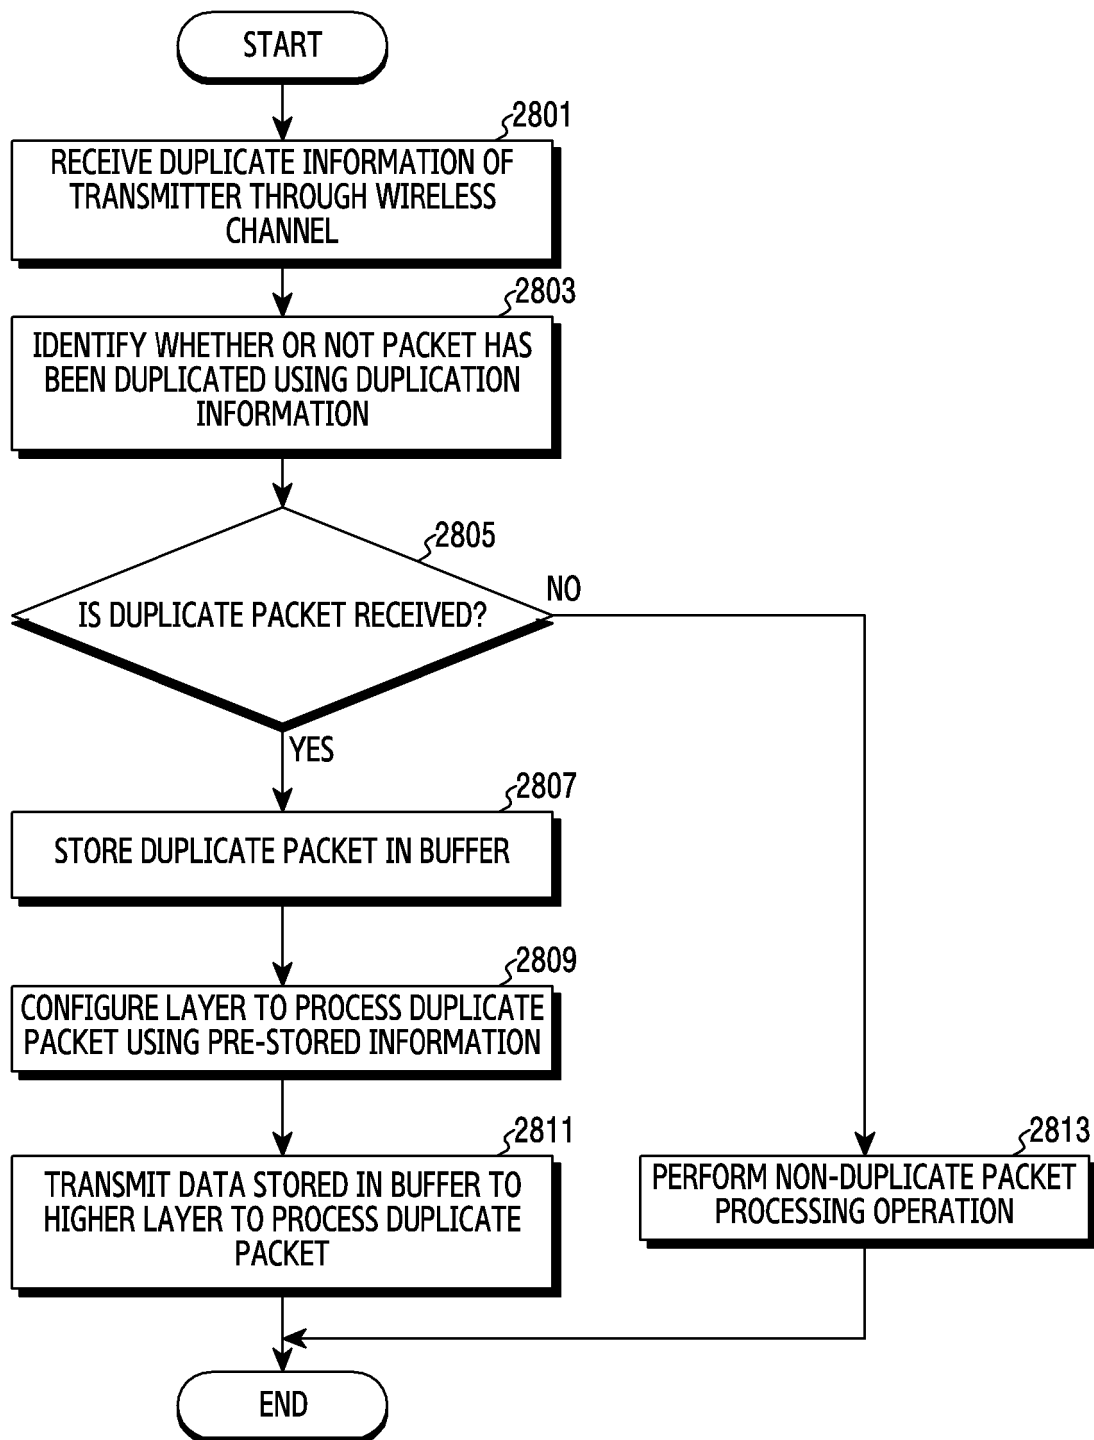 START
2801
RECEIVE DUPLICATE INFORMATION OF
TRANSMITTER THROUGH WIRELESS
CHANNEL
2803
IDENTIFY WHETHER OR NOT PACKET HAS
BEEN DUPLICATED USING DUPLICATION
INFORMATION
2805
IS DUPLICATE PACKET RECEIVED?
NO
YES
2807
STORE DUPLICATE PACKET IN BUFFER
2809
CONFIGURE LAYER TO PROCESS DUPLICATE
PACKET USING PRE-STORED INFORMATION
2811
TRANSMIT DATA STORED IN BUFFER TO
HIGHER LAYER TO PROCESS DUPLICATE
PACKET
2813
PERFORM NON-DUPLICATE PACKET
PROCESSING OPERATION
END